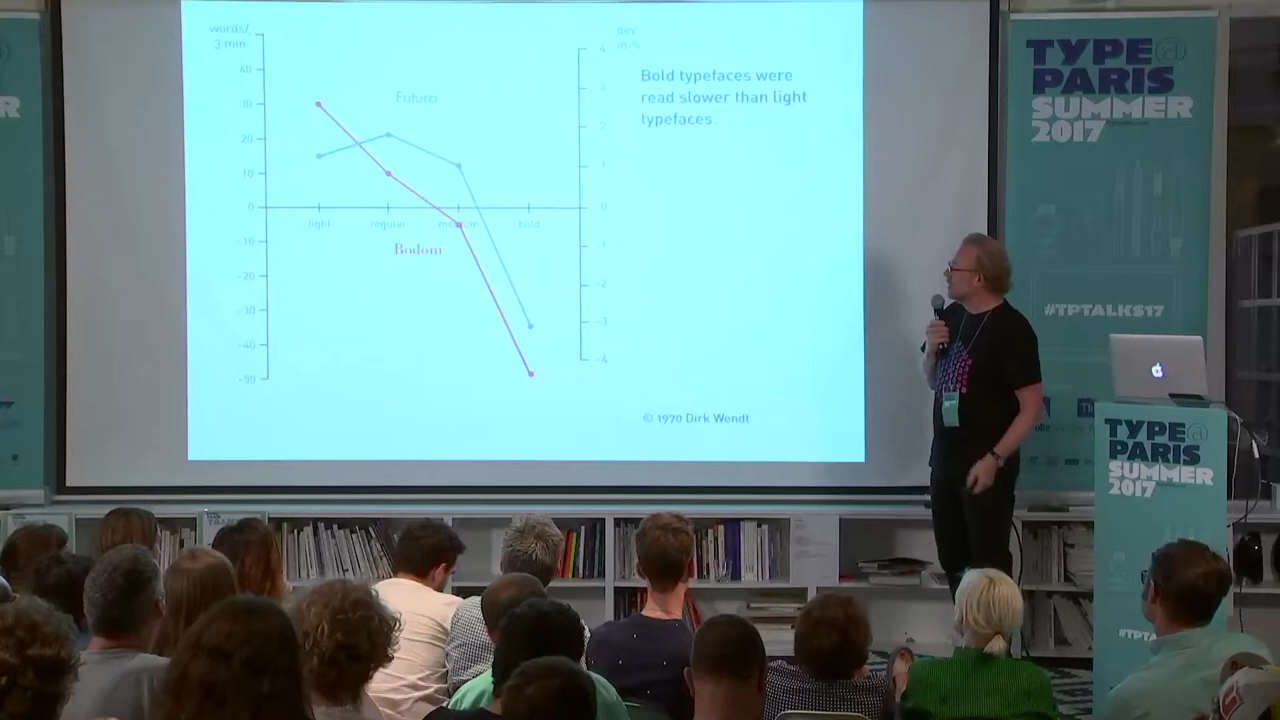 words/
3 min
40
30
20
10
0
-10
-20
-30
-40
-50
Futura
light
regular
medium
bold
Bodoni
dev
in %
4
3
2
1
0
-1
-2
-3
-4
Bold typefaces were
read slower than light
typefaces.
© 1970 Dirk Wendt
R
TYPE@
PARIS
SUMMER
2017
#TPTALKS17
TYPE@
PARIS
SUMMER
2017